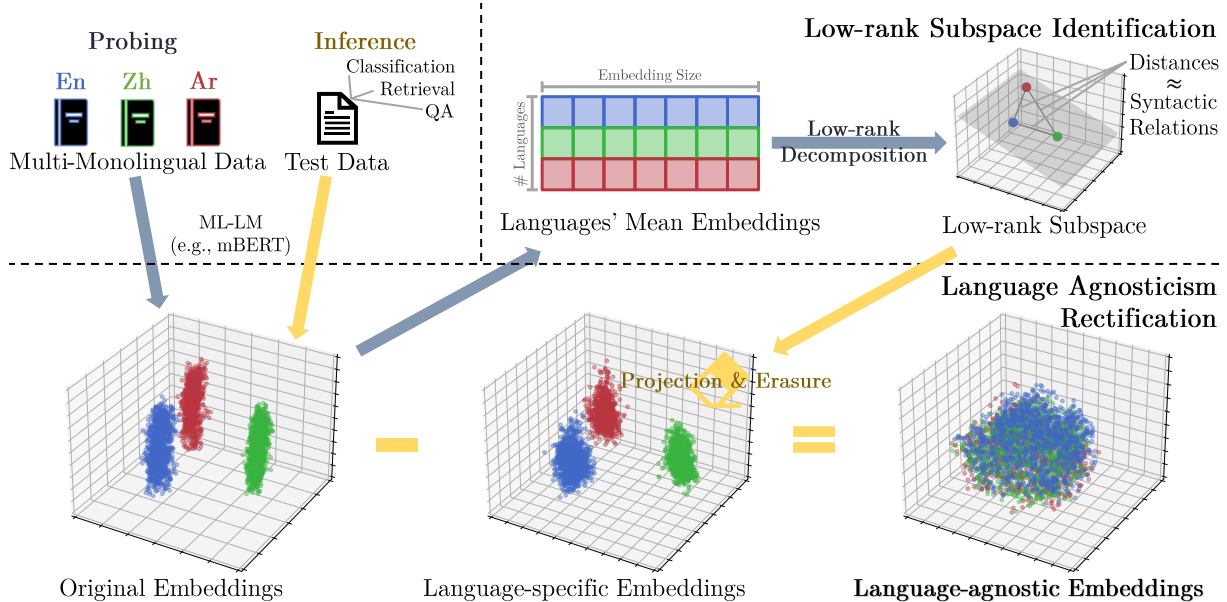 Probing
En Zh Ar
Multi-Monolingual Data
Inference
Classification
Retrieval
QA
Test Data
ML-LM
(e.g., mBERT)
Low-rank Subspace Identification
Embedding Size
# Languages
Languages' Mean Embeddings
Low-rank
Decomposition
Distances
≈
Syntactic
Relations
Low-rank Subspace
Language Agnosticism
Rectification
Projection & Erasure
Original Embeddings
Language-specific Embeddings
Language-agnostic Embeddings